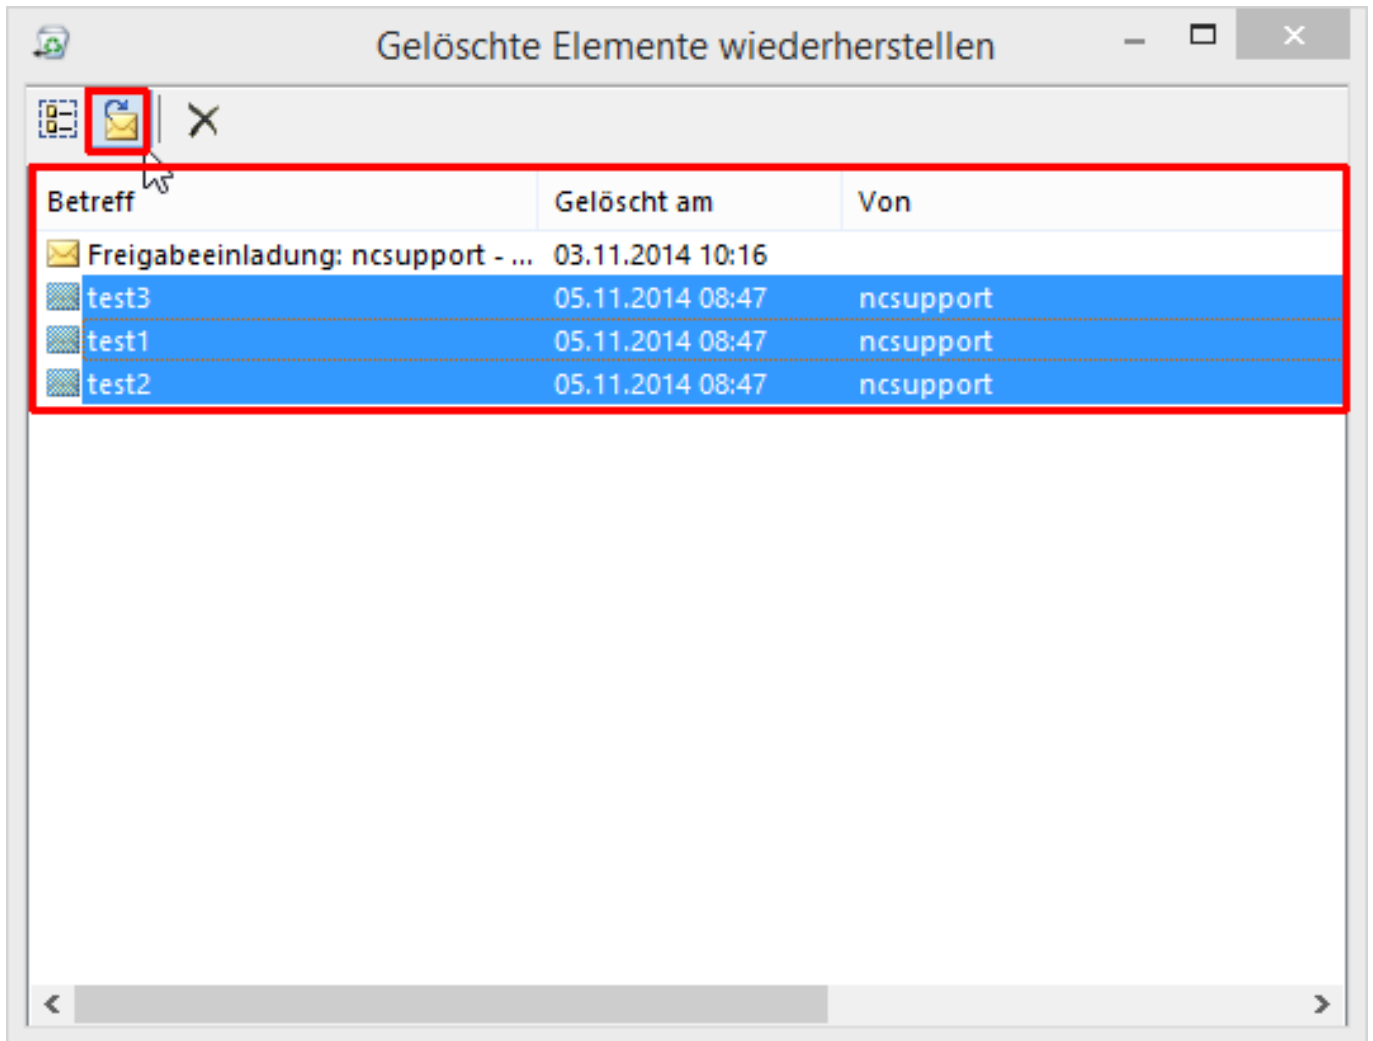 Gelöschte Elemente wiederherstellen
Betreff Gelöscht am Von
Freigabeeinladung: ncsupport - ... 03.11.2014 10:16
test3 05.11.2014 08:47 ncsupport
test1 05.11.2014 08:47 ncsupport
test2 05.11.2014 08:47 ncsupport